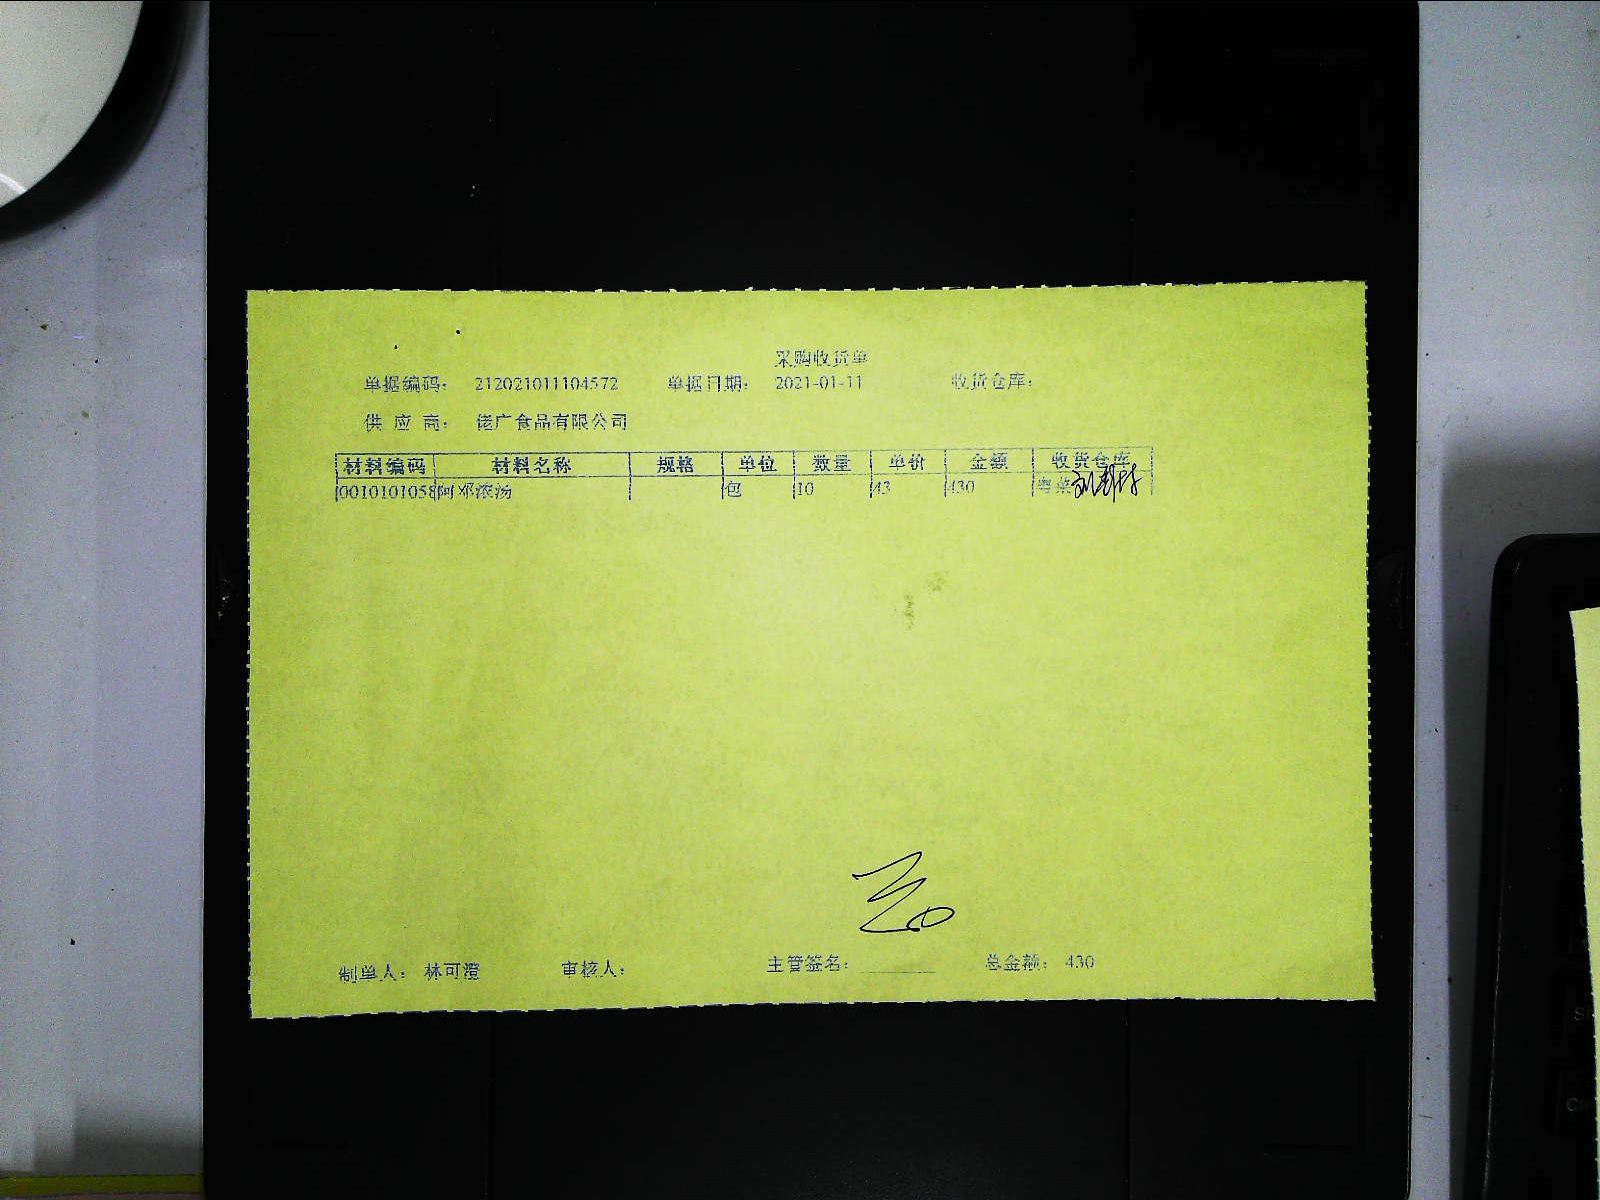 采购收货单
单据编码: 212021011104572 单据日期: 2021-01-11 收货仓库:
供 应 商: 佬广食品有限公司
材料编码 材料名称 规格 单位 数量 单价 金额 收货仓库
0010101058 阿邓浓汤 包 10 43 430 粤菜
制单人: 林可澄 审核人: 主管签名: 总金额: 430